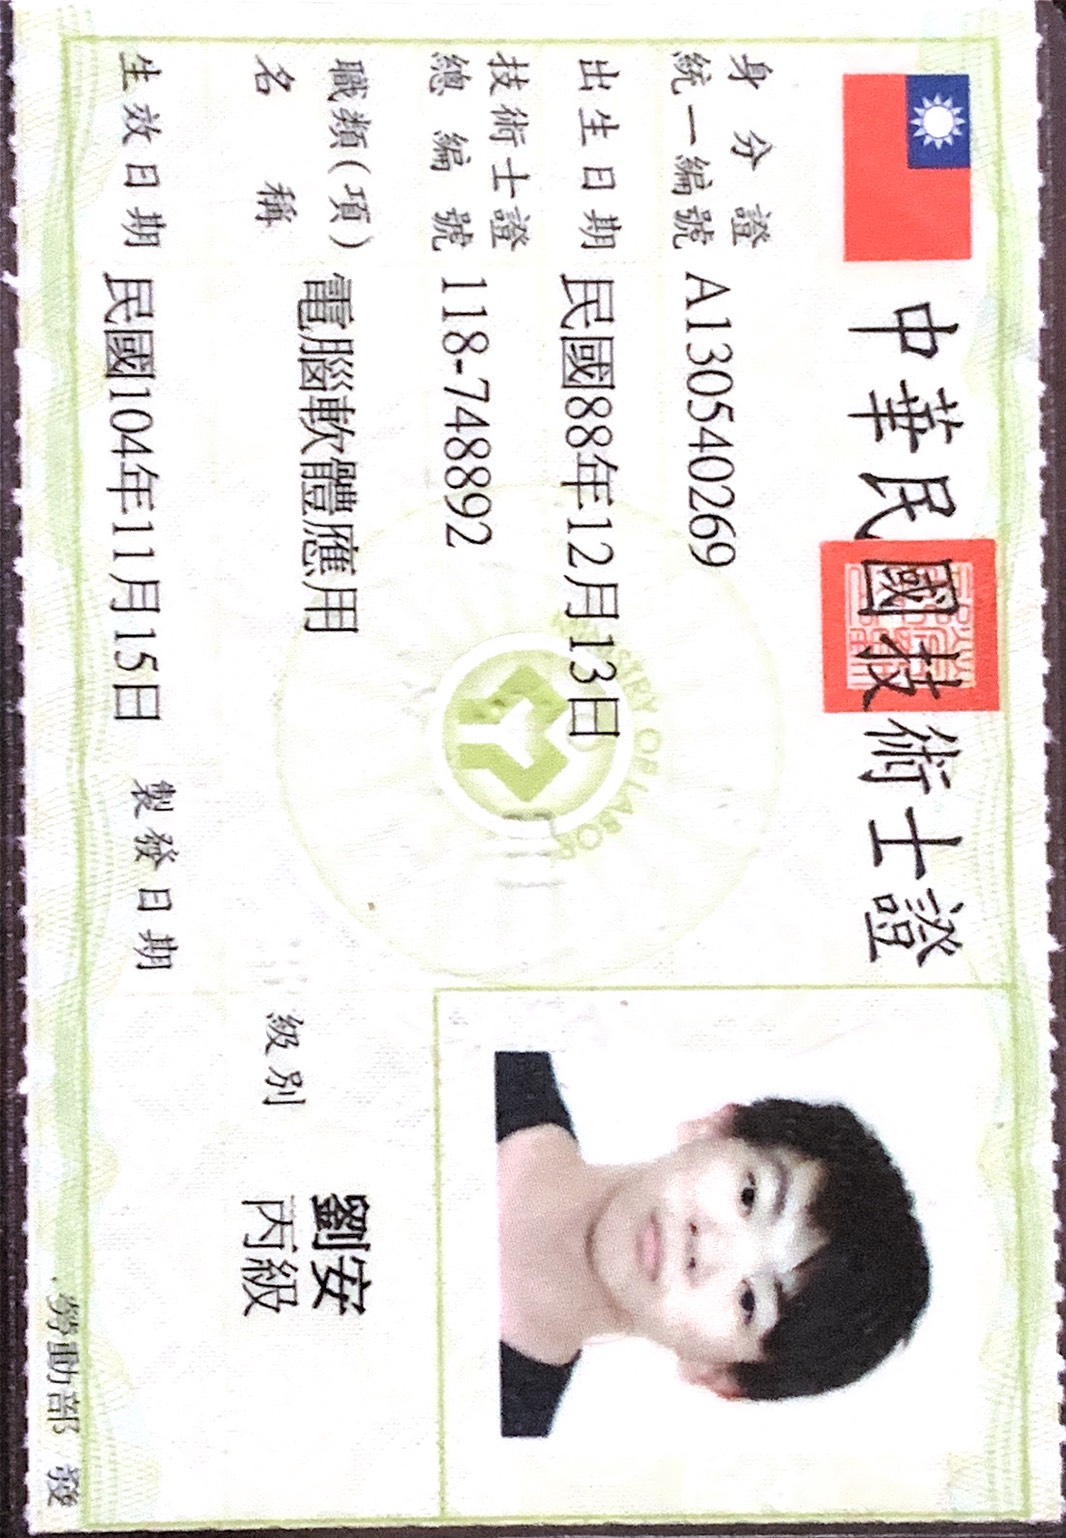 中華民國技術士證
身分證
統一編號 A130540269
出生日期 民國88年12月13日
技術士證
總編號 118-748892
職類(項)
名稱 電腦軟體應用
生效日期 民國104年11月15日 製發日期
劉安
級別 丙級
勞動部 發
MINISTRY OF LABOR